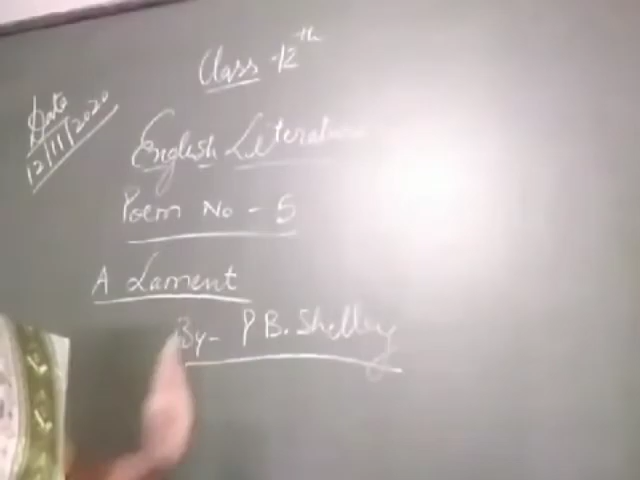 Class - 12th
Date
12/11/2020
English Literature
Poem No - 5
A Lament
By - P B. Shelley